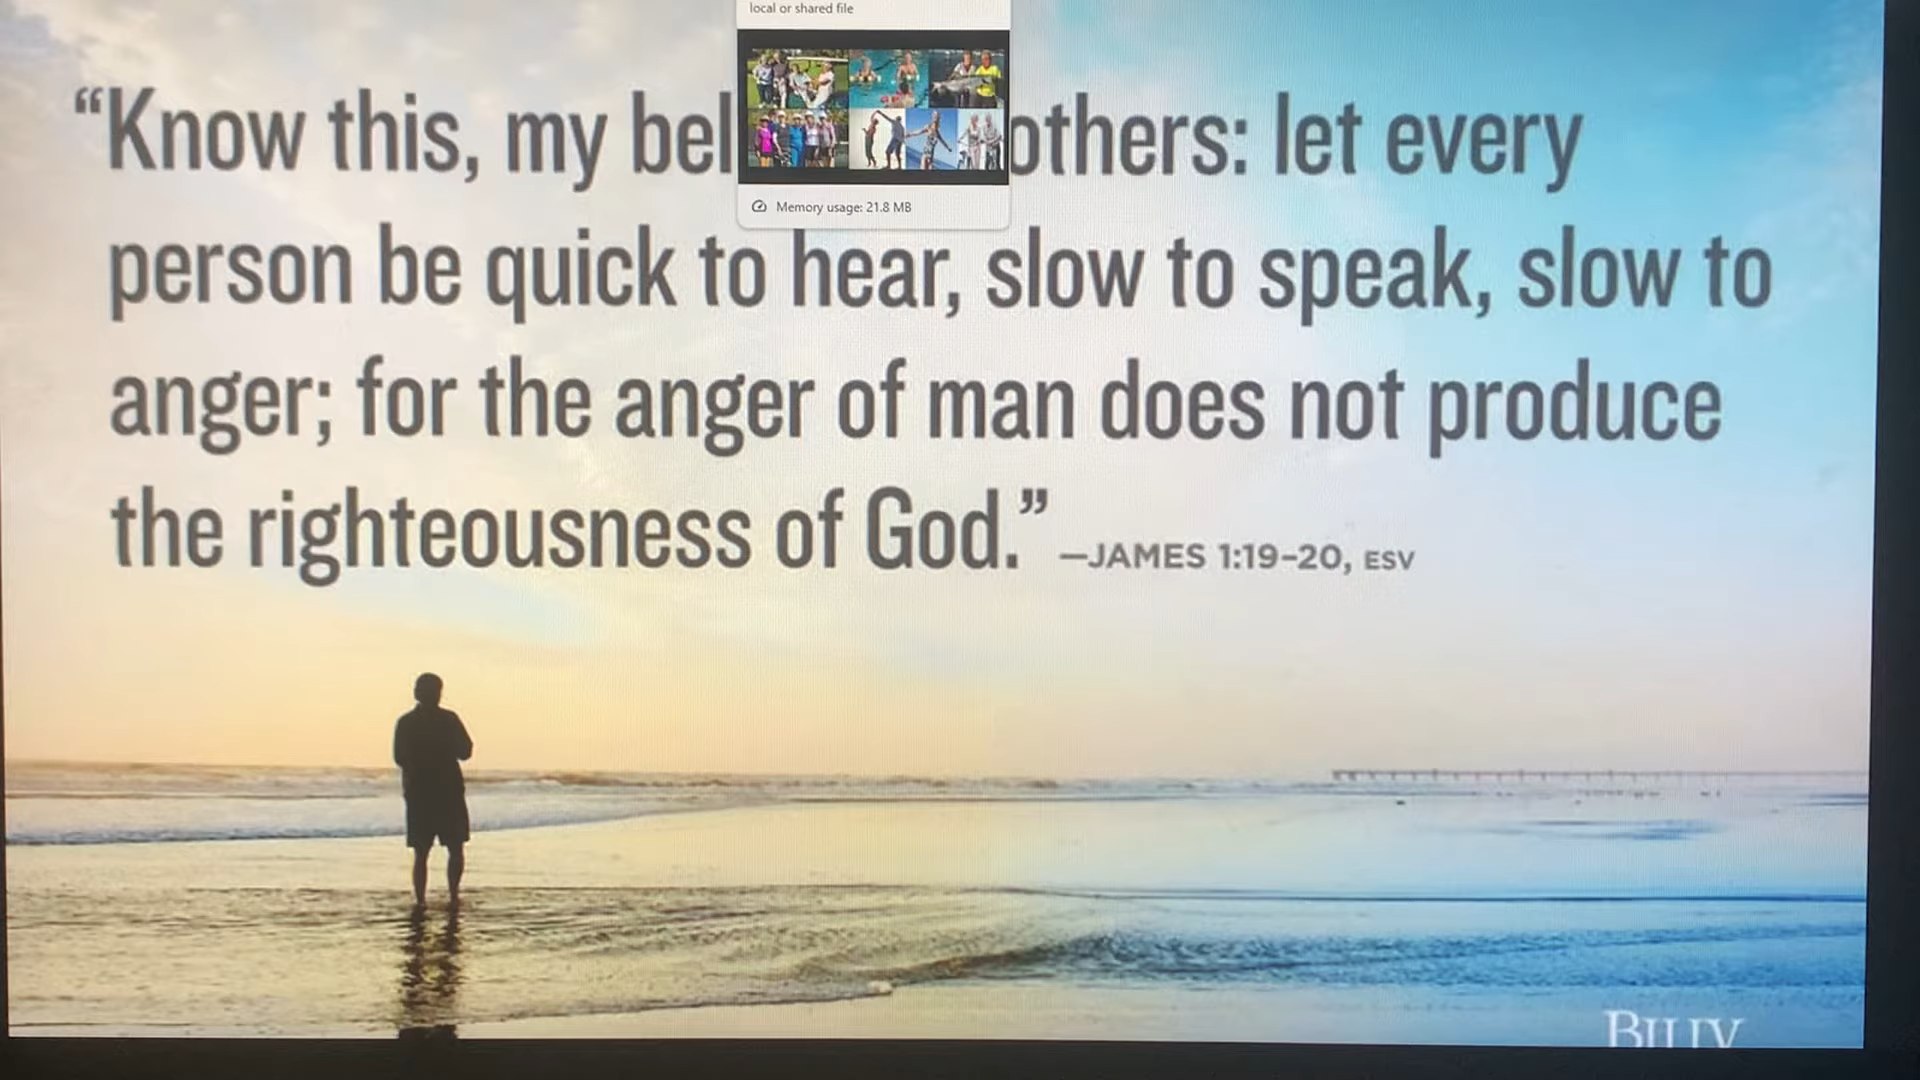 local or shared file
Memory usage: 21.8 MB
“Know this, my bel others: let every
person be quick to hear, slow to speak, slow to
anger; for the anger of man does not produce
the righteousness of God.” —JAMES 1:19–20, ESV
BILLY